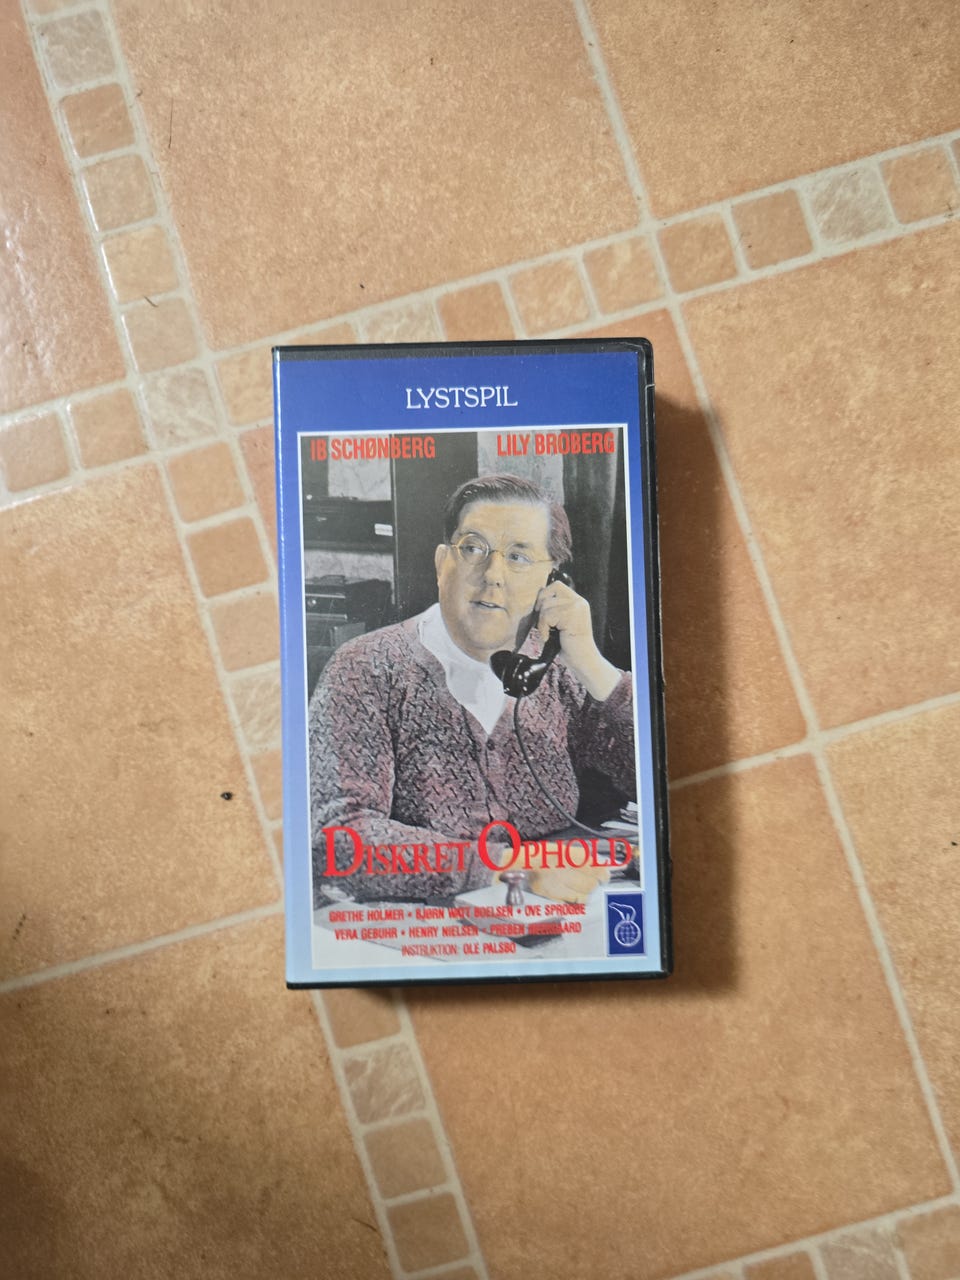 LYSTSPIL
IB SCHØNBERG LILY BROBERG
DISKRET OPHOLD
GRETHE HOLMER • BJØRN WATT BOELSEN • OVE SPROGØE
VERA GEBUHR • HENRY NIELSEN • PREBEN NEERGAARD
INSTRUKTION: OLE PALSBO